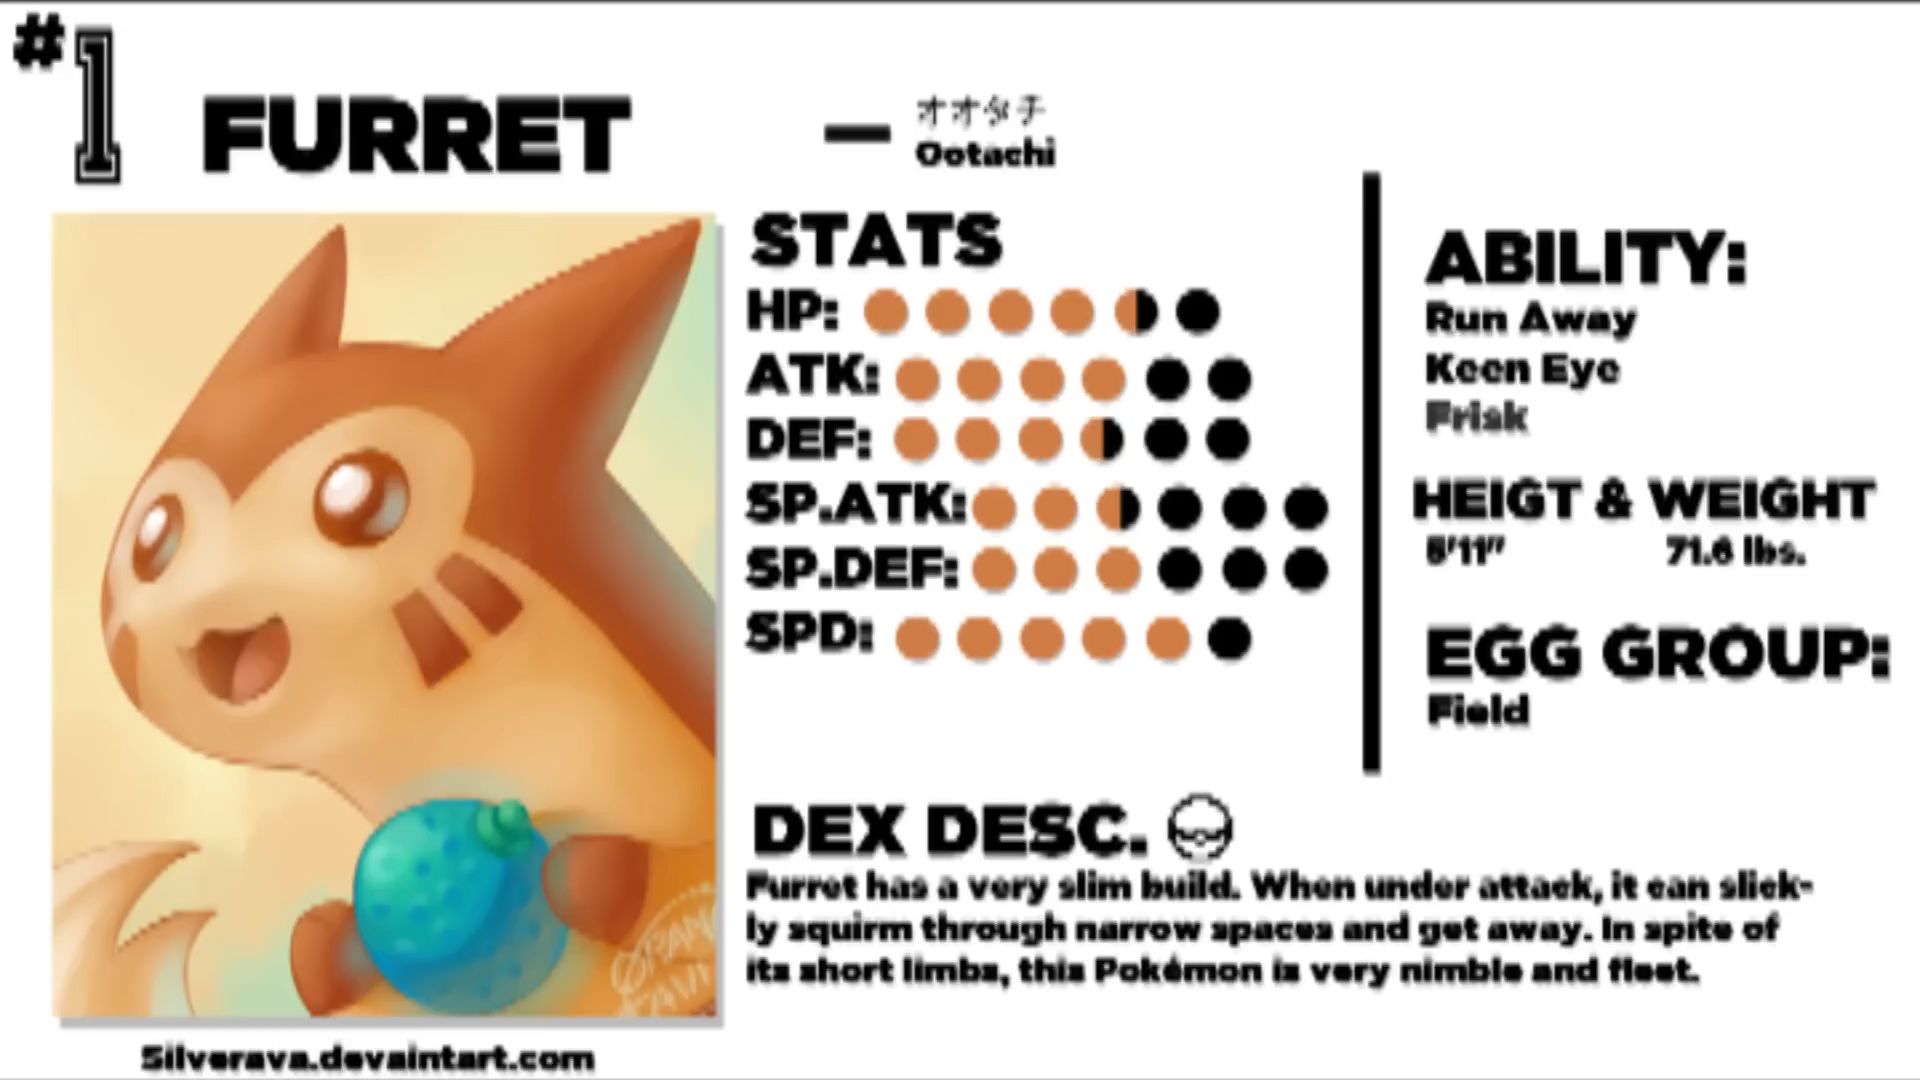 #1
FURRET
— オオタチ
Ootachi
STATS
HP:
ATK:
DEF:
SP.ATK:
SP.DEF:
SPD:
ABILITY:
Run Away
Keen Eye
Frisk
HEIGT & WEIGHT
5'11" 71.6 lbs.
EGG GROUP:
Field
DEX DESC.
Furret has a very slim build. When under attack, it can slick-
ly squirm through narrow spaces and get away. In spite of
its short limbs, this Pokémon is very nimble and fleet.
Silverava.devaintart.com